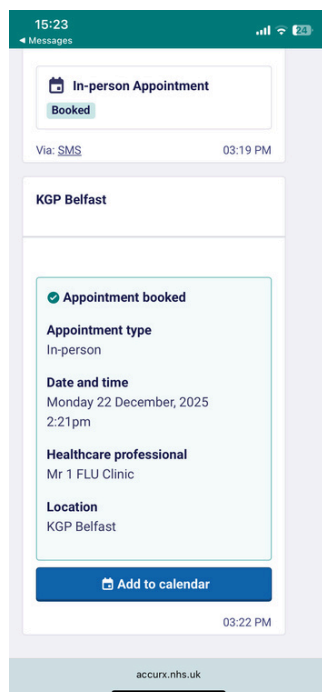 15:23
24
◄ Messages
In-person Appointment
Booked
Via: SMS
03:19 PM
KGP Belfast
Appointment booked
Appointment type
In-person
Date and time
Monday 22 December, 2025
2:21pm
Healthcare professional
Mr 1 FLU Clinic
Location
KGP Belfast
Add to calendar
03:22 PM
accurx.nhs.uk